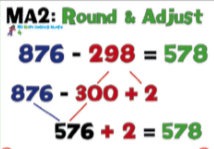 MA2: Round & Adjust
876 - 298 = 578
876 - 300 + 2
576 + 2 = 578